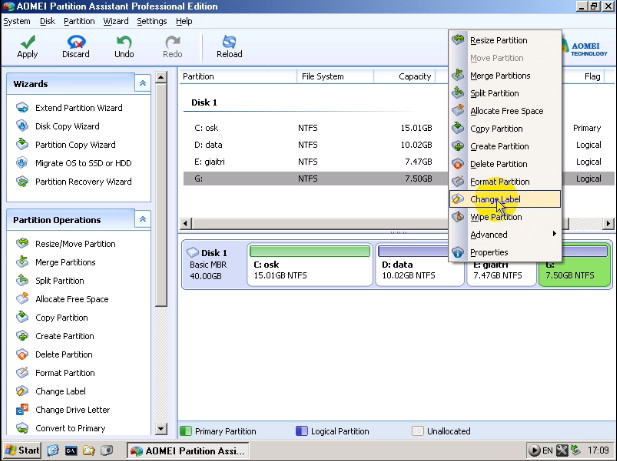 AOMEI Partition Assistant Professional Edition
System Disk Partition Wizard Settings Help
Apply Discard Undo Redo Reload
AOMEI
TECHNOLOGY
Wizards
Extend Partition Wizard
Disk Copy Wizard
Partition Copy Wizard
Migrate OS to SSD or HDD
Partition Recovery Wizard
Partition Operations
Resize/Move Partition
Merge Partitions
Split Partition
Allocate Free Space
Copy Partition
Create Partition
Delete Partition
Format Partition
Change Label
Change Drive Letter
Convert to Primary
Partition File System Capacity Flag
Disk 1
C: osk NTFS 15.01GB Primary
D: data NTFS 10.02GB Logical
E: giaitri NTFS 7.47GB Logical
G: NTFS 7.50GB Logical
Resize Partition
Move Partition
Merge Partitions
Split Partition
Allocate Free Space
Copy Partition
Create Partition
Delete Partition
Format Partition
Change Label
Wipe Partition
Advanced
Properties
Disk 1
Basic MBR
40.00GB
C: osk
15.01GB NTFS
D: data
10.02GB NTFS
E: giaitri
7.47GB NTFS
G:
7.50GB NTFS
Primary Partition Logical Partition Unallocated
Start AOMEI Partition Assi... EN 17:09